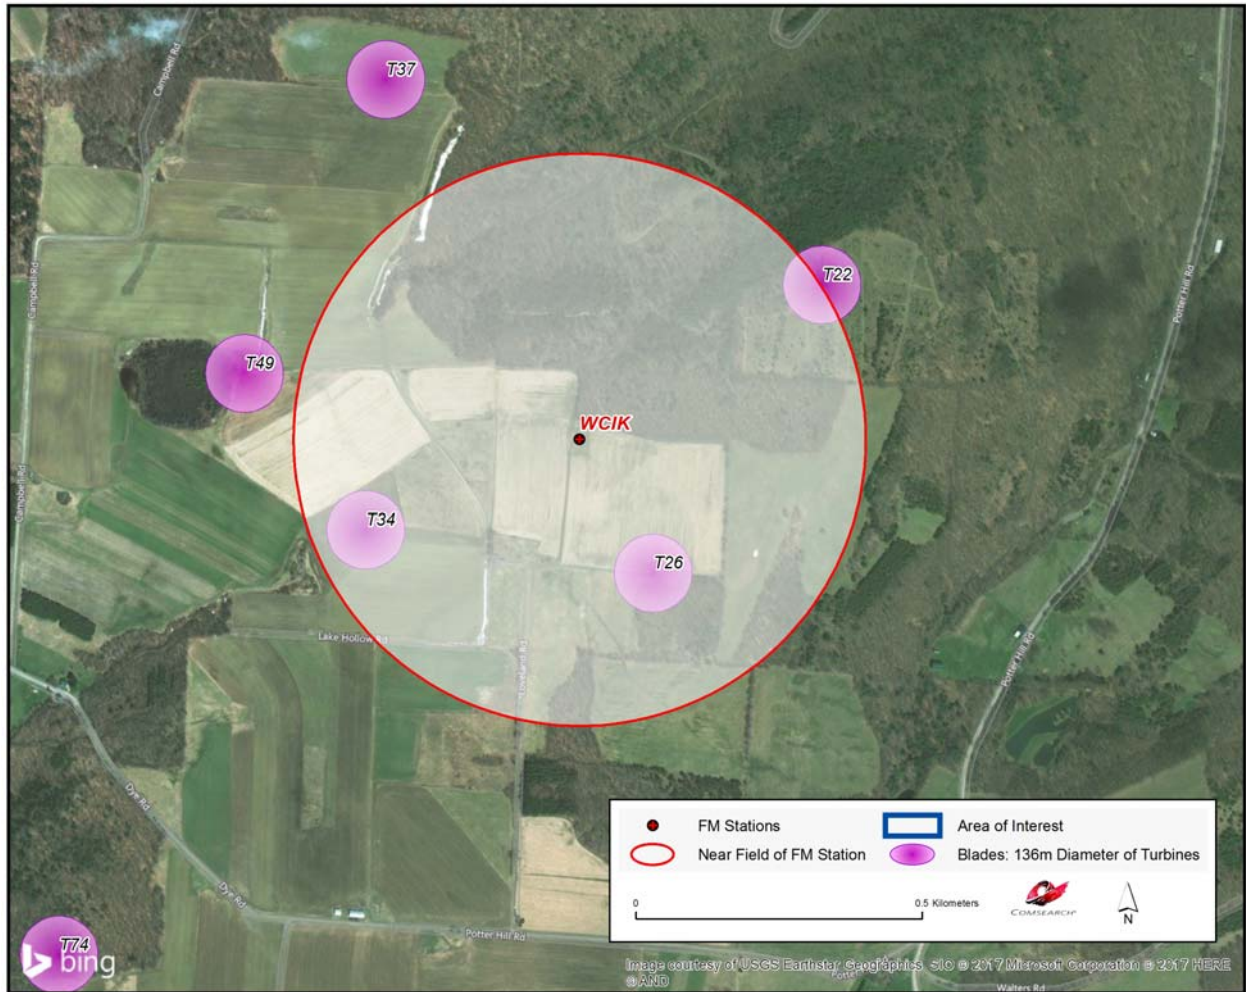 T37
Campbell Rd
T22
Potter Hill Rd
Campbell Rd
T49
WCIK
Campbell Rd
T34
T26
Lake Hollow Rd
Loveland Rd
Potter Hill Rd
Dye Rd
Dye Rd
Potter Hill Rd
T74
bing
FM Stations
Area of Interest
Near Field of FM Station
Blades: 136m Diameter of Turbines
0
0.5 Kilometers
COMSEARCH
N
Image courtesy of USGS Earthstar Geographics SIO © 2017 Microsoft Corporation © 2017 HERE
© AND
Walters Rd